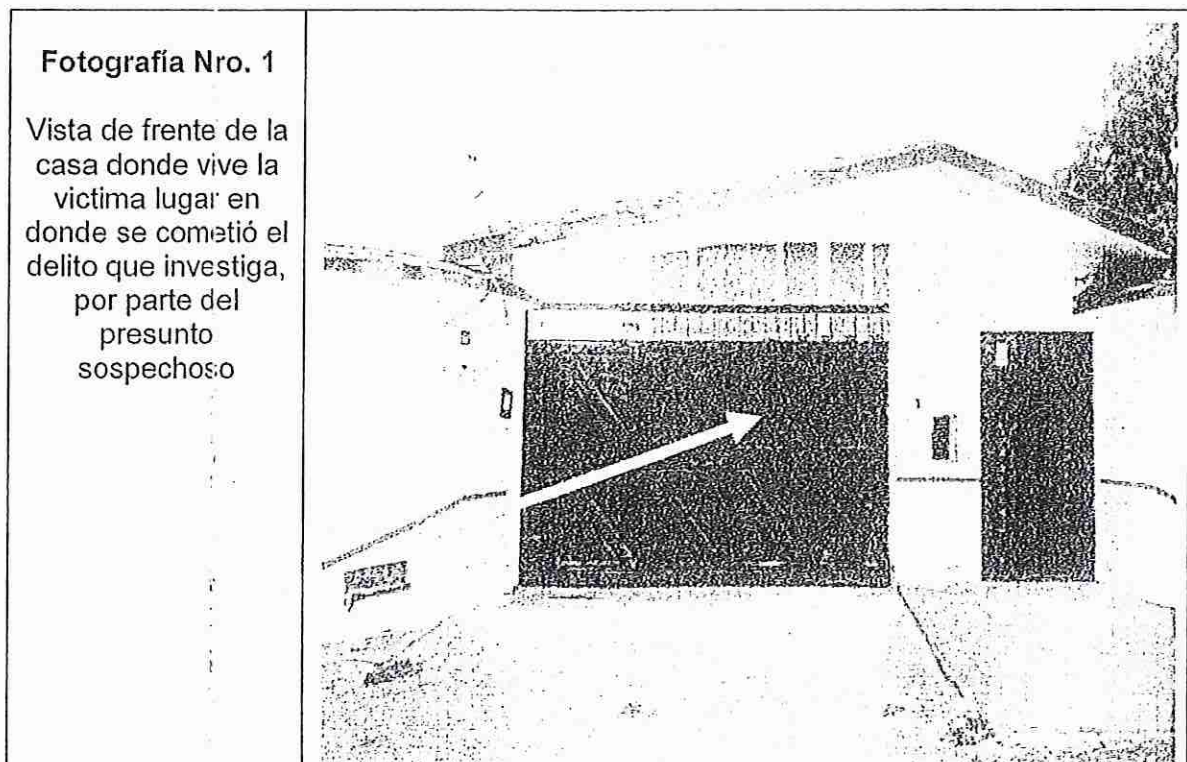 Fotografía Nro. 1
Vista de frente de la
casa donde vive la
victima lugar en
donde se cometió el
delito que investiga,
por parte del
presunto
sospechoso